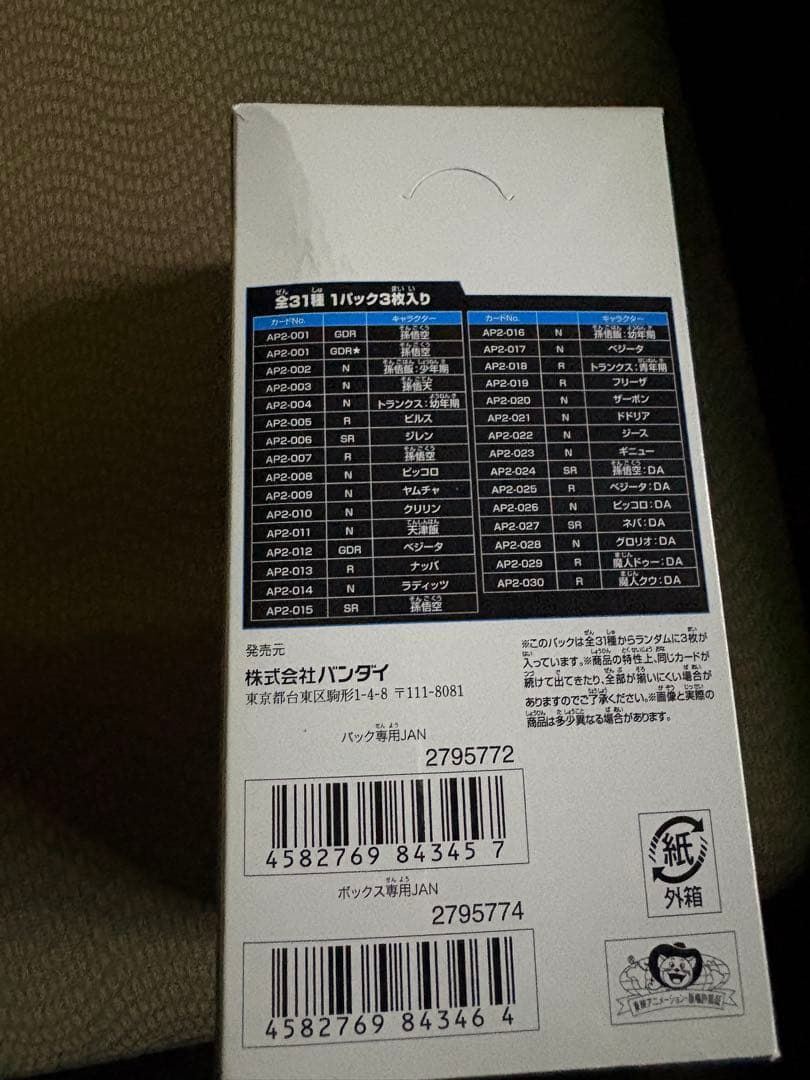 全31種 1パック3枚入り
カードNo. キャラクター
AP2-001 GDR 孫悟空
AP2-001 GDR★ 孫悟空
AP2-002 N 孫悟飯:少年期
AP2-003 N 孫悟天
AP2-004 N トランクス:幼年期
AP2-005 R ビルス
AP2-006 SR ジレン
AP2-007 R 孫悟空
AP2-008 N ピッコロ
AP2-009 N ヤムチャ
AP2-010 N クリリン
AP2-011 N 天津飯
AP2-012 GDR ベジータ
AP2-013 R ナッパ
AP2-014 N ラディッツ
AP2-015 SR 孫悟空
カードNo. キャラクター
AP2-016 N 孫悟飯:幼年期
AP2-017 N ベジータ
AP2-018 R トランクス:青年期
AP2-019 R フリーザ
AP2-020 N ザーボン
AP2-021 N ドドリア
AP2-022 N ジース
AP2-023 N ギニュー
AP2-024 SR 孫悟空:DA
AP2-025 R ベジータ:DA
AP2-026 N ピッコロ:DA
AP2-027 SR ネバ:DA
AP2-028 N グロリオ:DA
AP2-029 R 魔人ドゥー:DA
AP2-030 R 魔人クウ:DA
発売元
株式会社バンダイ
東京都台東区駒形1-4-8 〒111-8081
※このパックは全31種からランダムに3枚が
入っています。※商品の特性上、同じカードが
続けて出てきたり、全部が揃いにくい場合が
ありますのでご了承ください。※画像と実際の
商品は多少異なる場合があります。
パック専用JAN
2795772
4582769 84345 7
ボックス専用JAN
2795774
4582769 84346 4
紙
外箱
東映アニメーション・版権許諾証